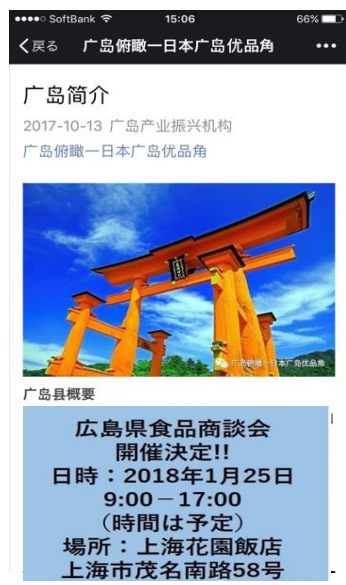 SoftBank 15:06 66%
戻る 广岛俯瞰一日本广岛优品角
广岛简介
2017-10-13 广岛产业振兴机构
广岛俯瞰一日本广岛优品角
广岛俯瞰一日本广岛优品角
广岛县概要
広島県食品商談会
開催決定!!
日時：2018年1月25日
9:00－17:00
（時間は予定）
場所：上海花園飯店
上海市茂名南路58号